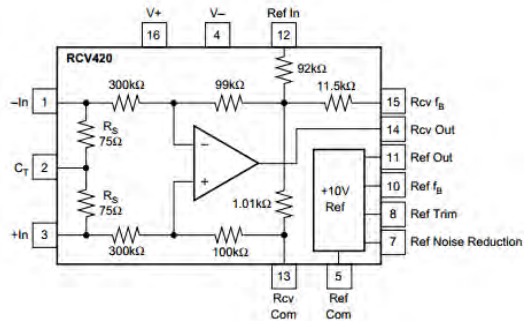 V+
V–
Ref In
16
4
12
RCV420
92kΩ
300kΩ
99kΩ
11.5kΩ
–In
1
15
Rcv fB
RS
75Ω
–
14
Rcv Out
CT
2
11
Ref Out
+
+10V
Ref
10
Ref fB
RS
75Ω
1.01kΩ
8
Ref Trim
+In
3
300kΩ
100kΩ
7
Ref Noise Reduction
13
5
Rcv
Com
Ref
Com